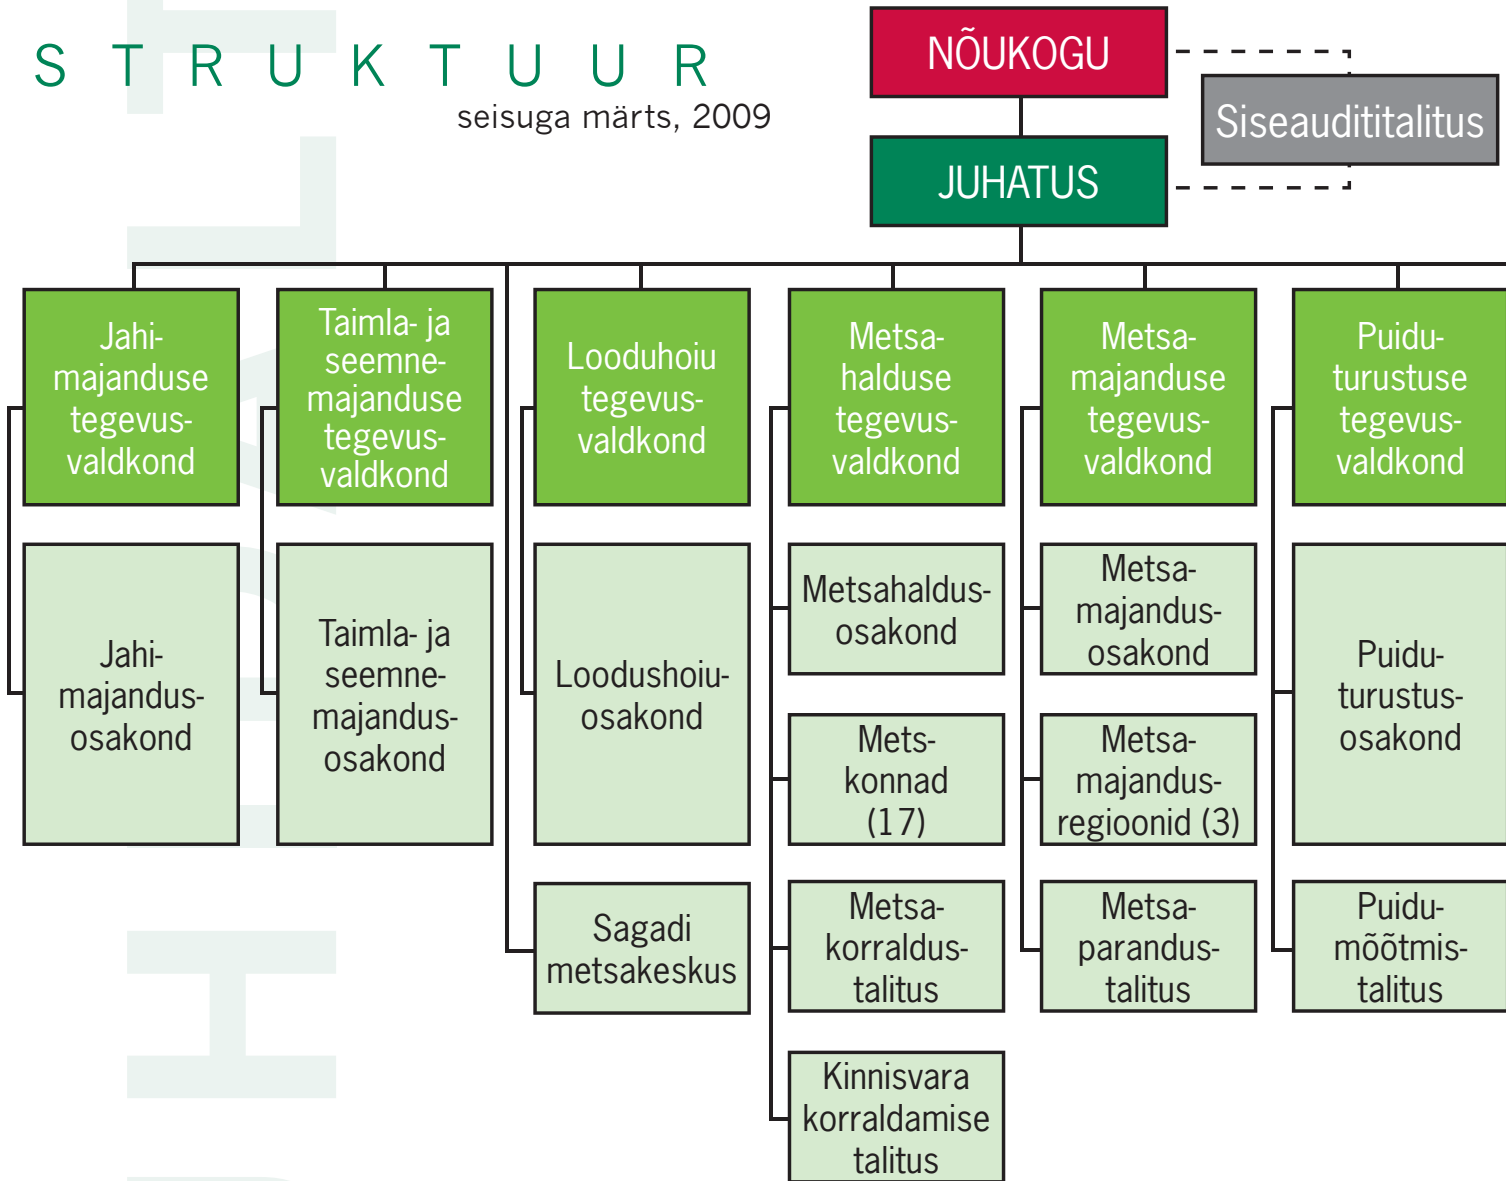 STRUKTUUR
seisuga märts, 2009
NÕUKOGU
Siseaudititalitus
JUHATUS
Jahi-
majanduse
tegevus-
valdkond
Taimla- ja
seemne-
majanduse
tegevus-
valdkond
Looduhoiu
tegevus-
valdkond
Metsa-
halduse
tegevus-
valdkond
Metsa-
majanduse
tegevus-
valdkond
Puidu-
turustuse
tegevus-
valdkond
Jahi-
majandus-
osakond
Taimla- ja
seemne-
majandus-
osakond
Loodushoiu-
osakond
Sagadi
metsakeskus
Metsahaldus-
osakond
Mets-
konnad
(17)
Metsa-
korraldus-
talitus
Kinnisvara
korraldamise
talitus
Metsa-
majandus-
osakond
Metsa-
majandus-
regioonid (3)
Metsa-
parandus-
talitus
Puidu-
turustus-
osakond
Puidu-
mõõtmis-
talitus